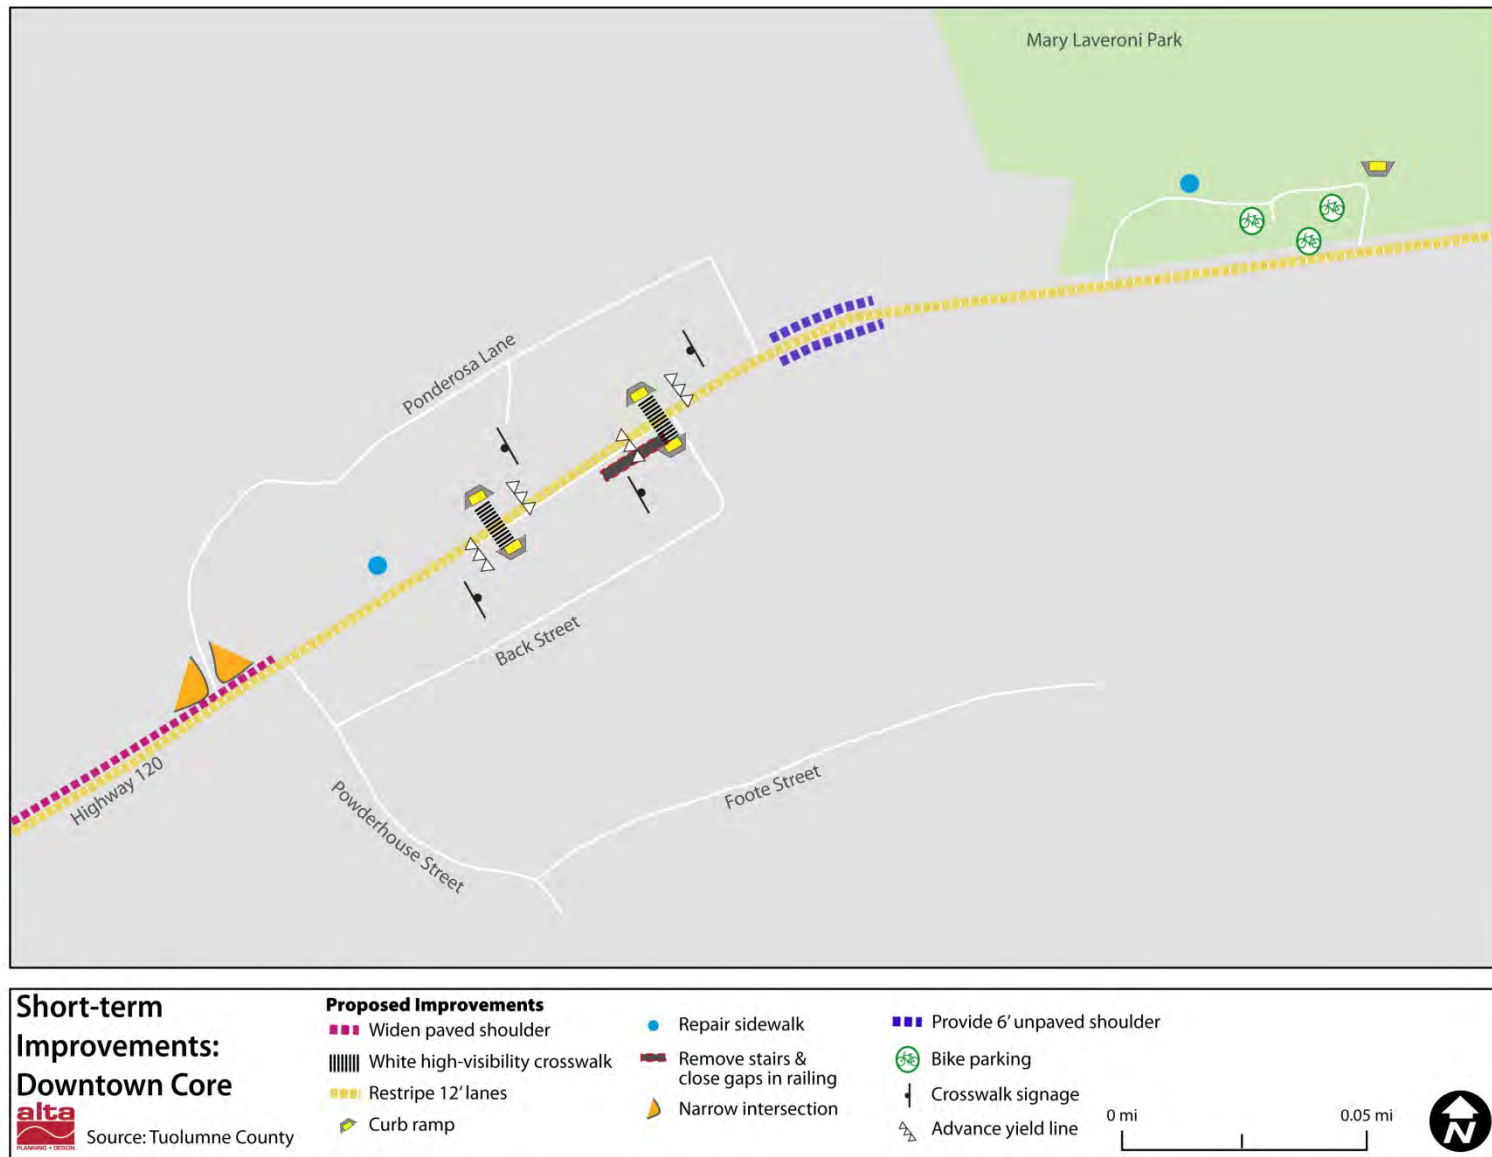 Mary Laveroni Park
Ponderosa Lane
Back Street
Highway 120
Powderhouse Street
Foote Street
Short-term
Improvements:
Downtown Core
alta
PLANNING + DESIGN
Source: Tuolumne County
Proposed Improvements
Widen paved shoulder
White high-visibility crosswalk
Restripe 12' lanes
Curb ramp
Repair sidewalk
Remove stairs &
close gaps in railing
Narrow intersection
Provide 6' unpaved shoulder
Bike parking
Crosswalk signage
Advance yield line
0 mi
0.05 mi
N